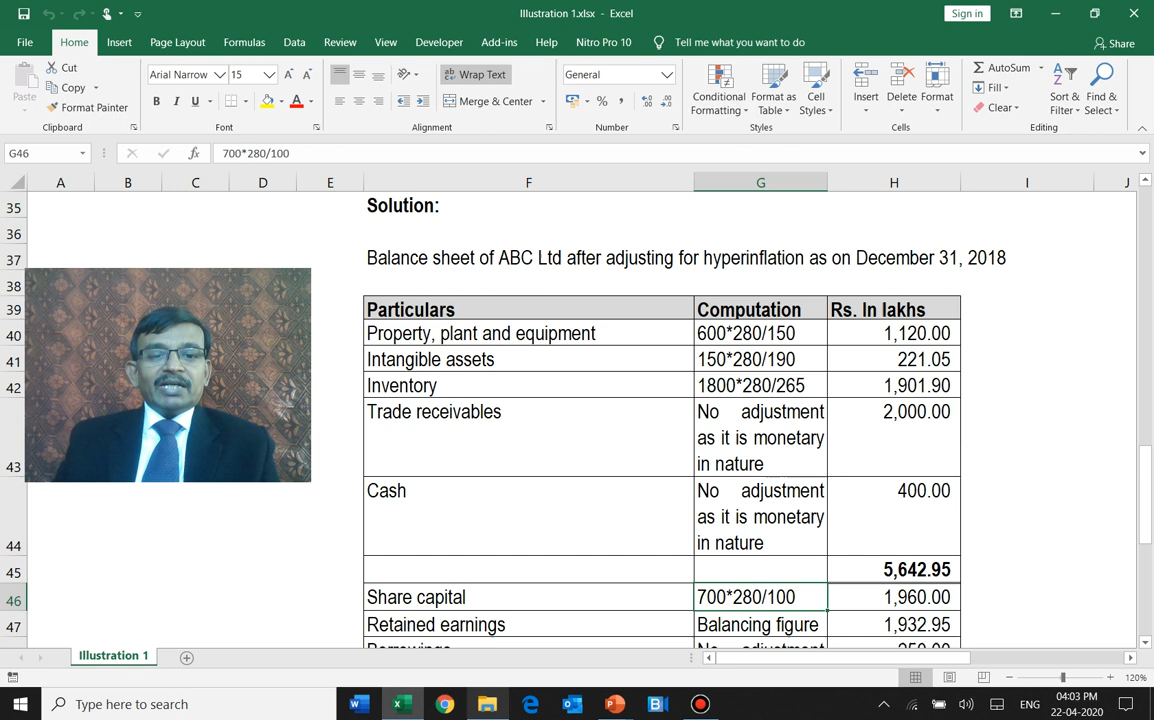 Illustration 1.xlsx - Excel
Sign in
File Home Insert Page Layout Formulas Data Review View Developer Add-ins Help Nitro Pro 10 Tell me what you want to do Share
Paste
Cut
Copy
Format Painter
Clipboard
Arial Narrow 15
B I U
Font
Wrap Text
Merge & Center
Alignment
General
Number
Conditional Formatting
Format as Table
Cell Styles
Styles
Insert Delete Format
Cells
AutoSum
Fill
Clear
Sort & Filter
Find & Select
Editing
G46 fx 700*280/100
A B C D E F G H I J
35 Solution:
36
37 Balance sheet of ABC Ltd after adjusting for hyperinflation as on December 31, 2018
38
39 Particulars Computation Rs. In lakhs
40 Property, plant and equipment 600*280/150 1,120.00
41 Intangible assets 150*280/190 221.05
42 Inventory 1800*280/265 1,901.90
Trade receivables No adjustment 2,000.00
as it is monetary
43 in nature
Cash No adjustment 400.00
as it is monetary
44 in nature
45 5,642.95
46 Share capital 700*280/100 1,960.00
47 Retained earnings Balancing figure 1,932.95
Borrowings No adjustment 250.00
Illustration 1
120%
Type here to search
ENG
04:03 PM
22-04-2020